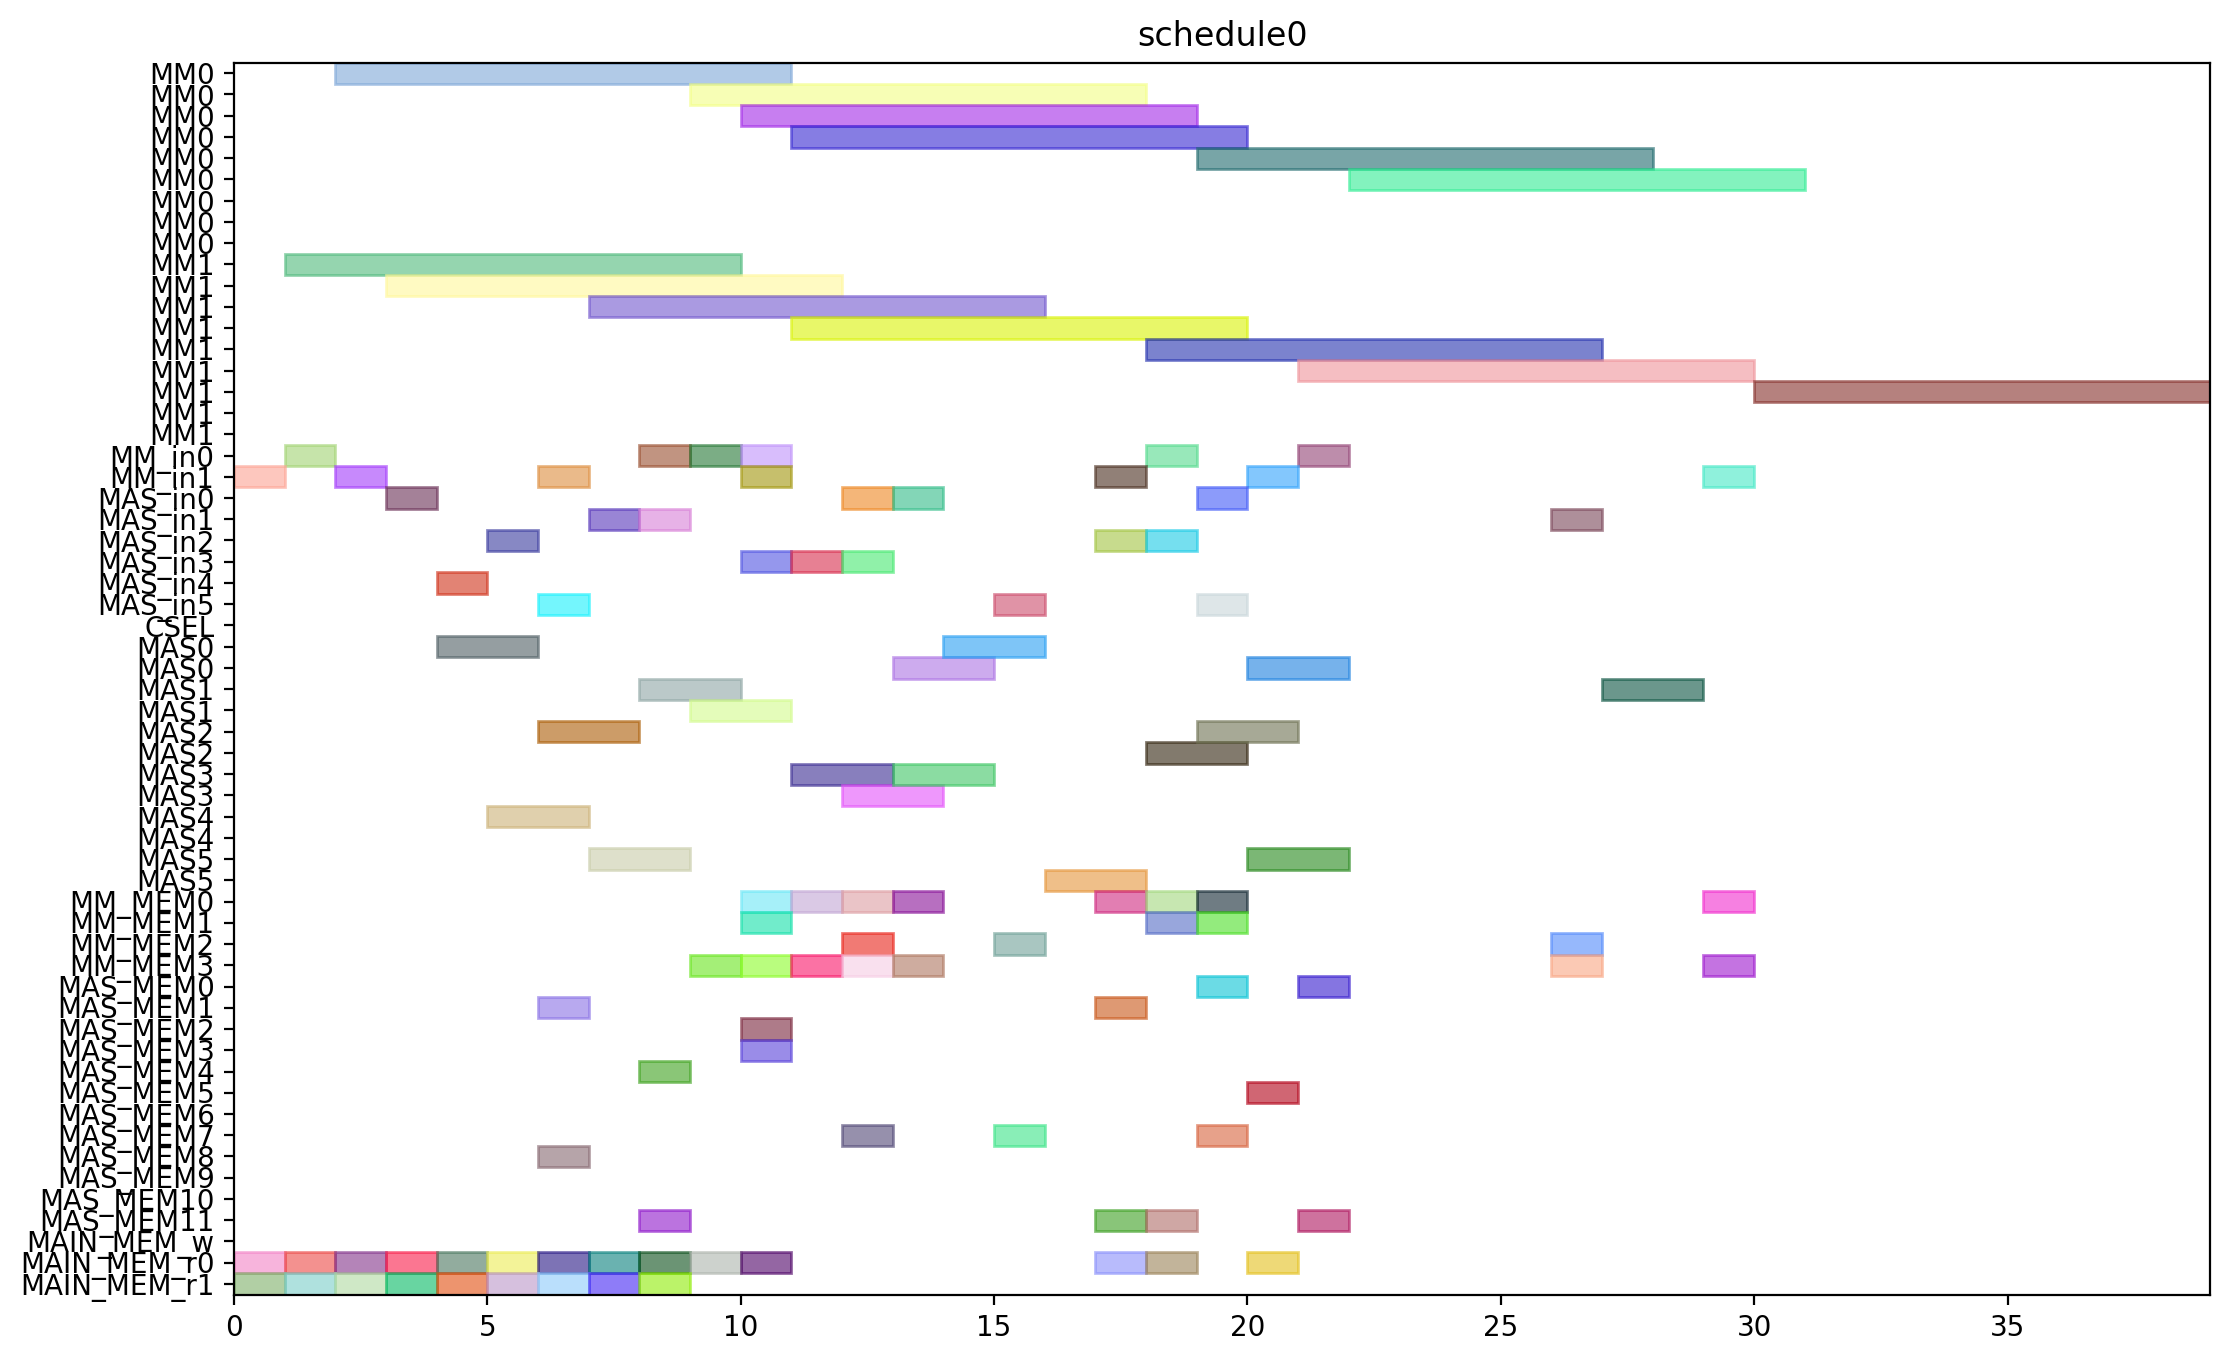 schedule0
MM0
MM0
MM0
MM0
MM0
MM0
MM0
MM0
MM0
MM1
MM1
MM1
MM1
MM1
MM1
MM1
MM1
MM1
MM_in0
MM_in1
MAS_in0
MAS_in1
MAS_in2
MAS_in3
MAS_in4
MAS_in5
CSEL
MAS0
MAS0
MAS1
MAS1
MAS2
MAS2
MAS3
MAS3
MAS4
MAS4
MAS5
MAS5
MM_MEM0
MM_MEM1
MM_MEM2
MM_MEM3
MAS_MEM0
MAS_MEM1
MAS_MEM2
MAS_MEM3
MAS_MEM4
MAS_MEM5
MAS_MEM6
MAS_MEM7
MAS_MEM8
MAS_MEM9
MAS_MEM10
MAS_MEM11
MAIN_MEM_w
MAIN_MEM_r0
MAIN_MEM_r1
0 5 10 15 20 25 30 35